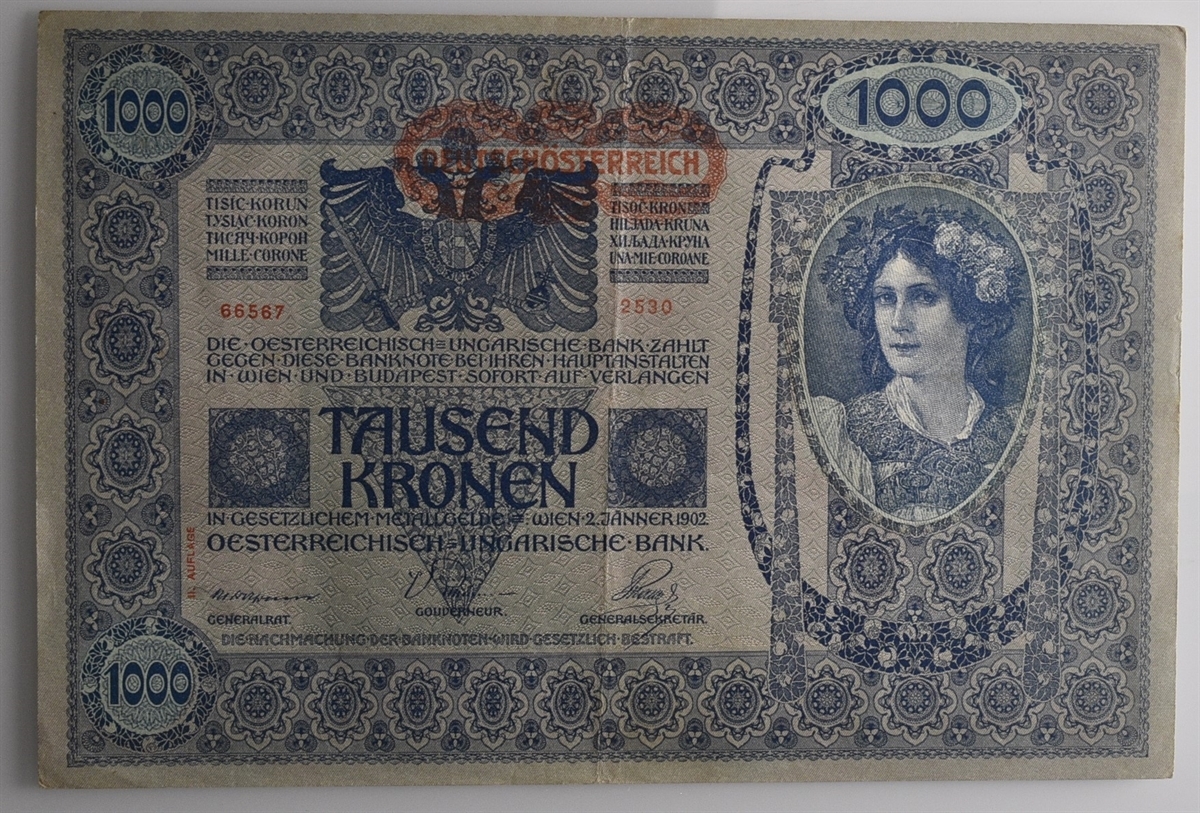 1000
1000
DEUTSCHÖSTERREICH
TISÍC·KORUN
TYSIĄC·KORON
ТИСЯЧ·КОРОН
MILLE·CORONE
TISOČ·KRON
HILJADA·KRUNA
ХИЉАДА·КРУНА
UNA·MIE·COROANE
66567
2530
DIE·OESTERREICHISCH=UNGARISCHE·BANK·ZAHLT
GEGEN·DIESE·BANKNOTE·BEI·IHREN·HAUPTANSTALTEN
IN·WIEN·UND·BUDAPEST·SOFORT·AUF·VERLANGEN
TAUSEND
KRONEN
IN·GESETZLICHEM·METALLGELDE=·WIEN·2.JÄNNER 1902.
OESTERREICHISCH=UNGARISCHE·BANK.
II. AUFLAGE
GENERALRAT.
GOUVERNEUR.
GENERALSEKRETÄR.
DIE·NACHMACHUNG·DER·BANKNOTEN·WIRD·GESETZLICH·BESTRAFT.
1000